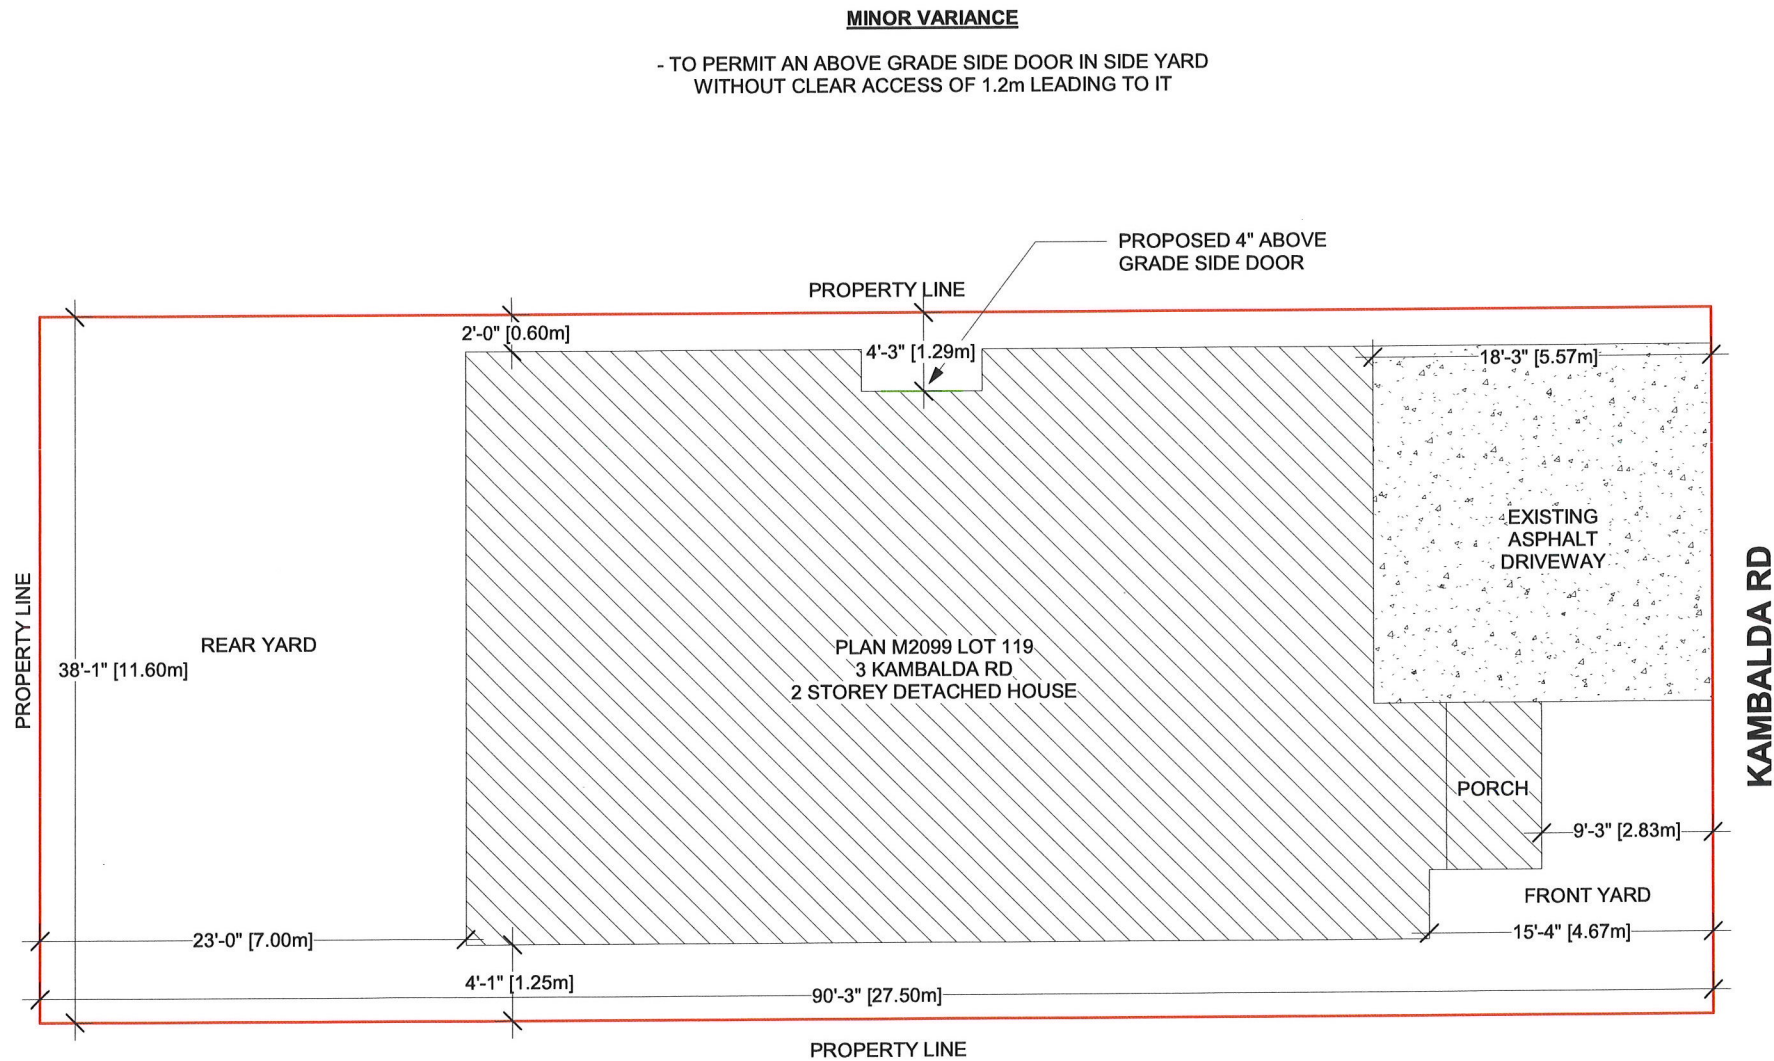 MINOR VARIANCE
- TO PERMIT AN ABOVE GRADE SIDE DOOR IN SIDE YARD
WITHOUT CLEAR ACCESS OF 1.2m LEADING TO IT
PROPOSED 4" ABOVE
GRADE SIDE DOOR
PROPERTY LINE
2'-0" [0.60m]
4'-3" [1.29m]
18'-3" [5.57m]
EXISTING
ASPHALT
DRIVEWAY
KAMBALDA RD
PROPERTY LINE
38'-1" [11.60m]
REAR YARD
PLAN M2099 LOT 119
3 KAMBALDA RD
2 STOREY DETACHED HOUSE
PORCH
9'-3" [2.83m]
FRONT YARD
15'-4" [4.67m]
23'-0" [7.00m]
4'-1" [1.25m]
90'-3" [27.50m]
PROPERTY LINE